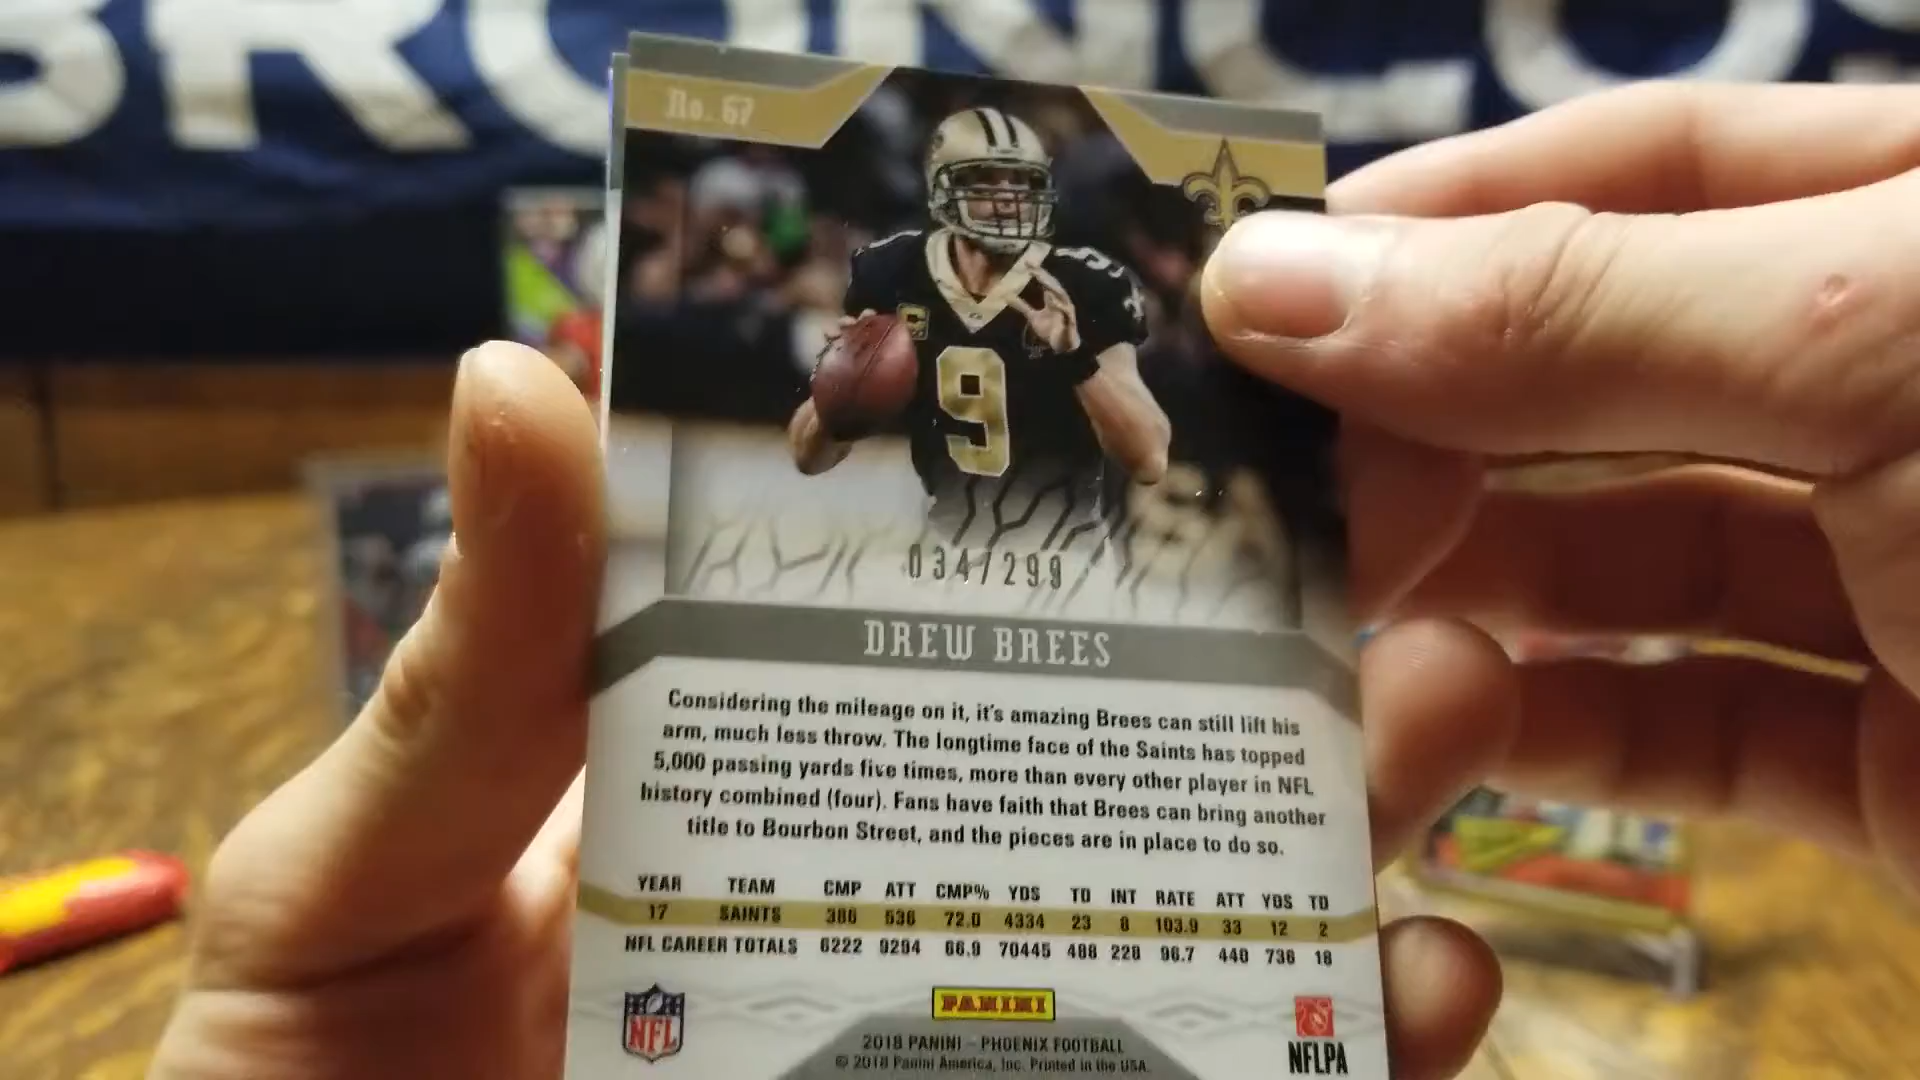 BRONCOS
No. 67
9
034/299
DREW BREES
Considering the mileage on it, it's amazing Brees can still lift his
arm, much less throw. The longtime face of the Saints has topped
5,000 passing yards five times, more than every other player in NFL
history combined (four). Fans have faith that Brees can bring another
title to Bourbon Street, and the pieces are in place to do so.
YEAR TEAM CMP ATT CMP% YDS TD INT RATE ATT YDS TD
17 SAINTS 386 536 72.0 4334 23 8 103.9 33 12 2
NFL CAREER TOTALS 6222 9294 66.9 70445 488 228 96.7 440 736 18
NFL
PANINI
NFLPA
2018 PANINI - PHOENIX FOOTBALL
© 2018 Panini America, Inc. Printed in the USA.